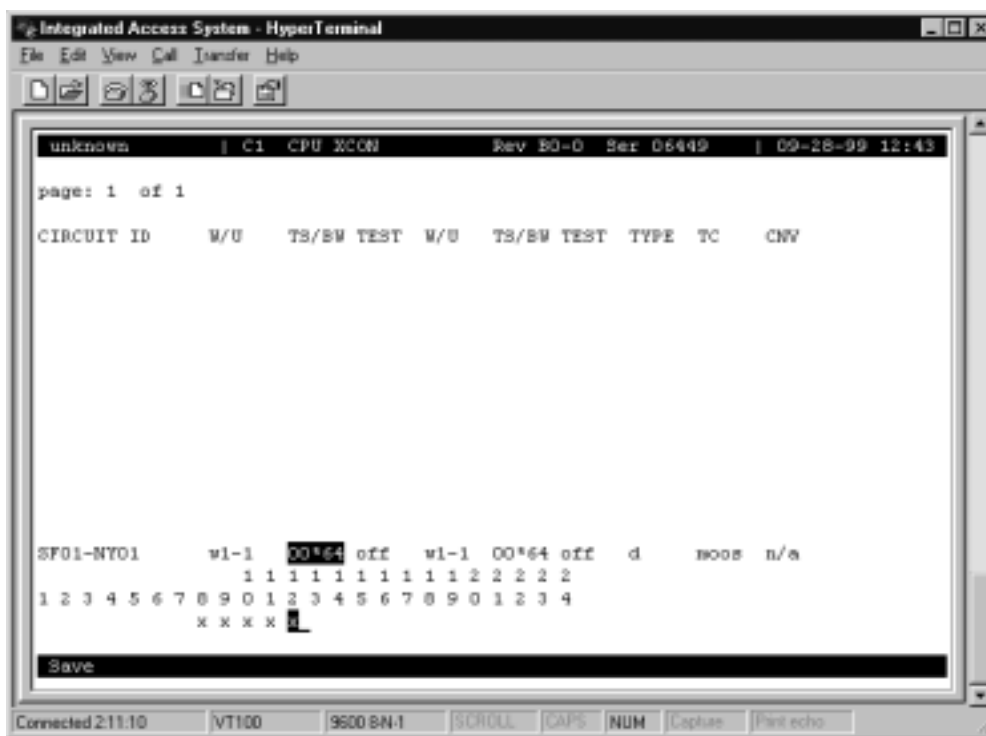 Integrated Access System - HyperTerminal
File Edit View Call Transfer Help
unknown | C1 CPU XCON Rev B0-0 Ser 06449 | 09-28-99 12:43
page: 1 of 1
CIRCUIT ID W/U TS/BW TEST W/U TS/BW TEST TYPE TC CNV
SF01-NY01 w1-1 00*64 off w1-1 00*64 off d moos n/a
1 1 1 1 1 1 1 1 1 1 2 2 2 2 2
1 2 3 4 5 6 7 8 9 0 1 2 3 4 5 6 7 8 9 0 1 2 3 4
x x x x x_
Save
Connected 2:11:10 VT100 9600 8-N-1 SCROLL CAPS NUM Capture Print echo